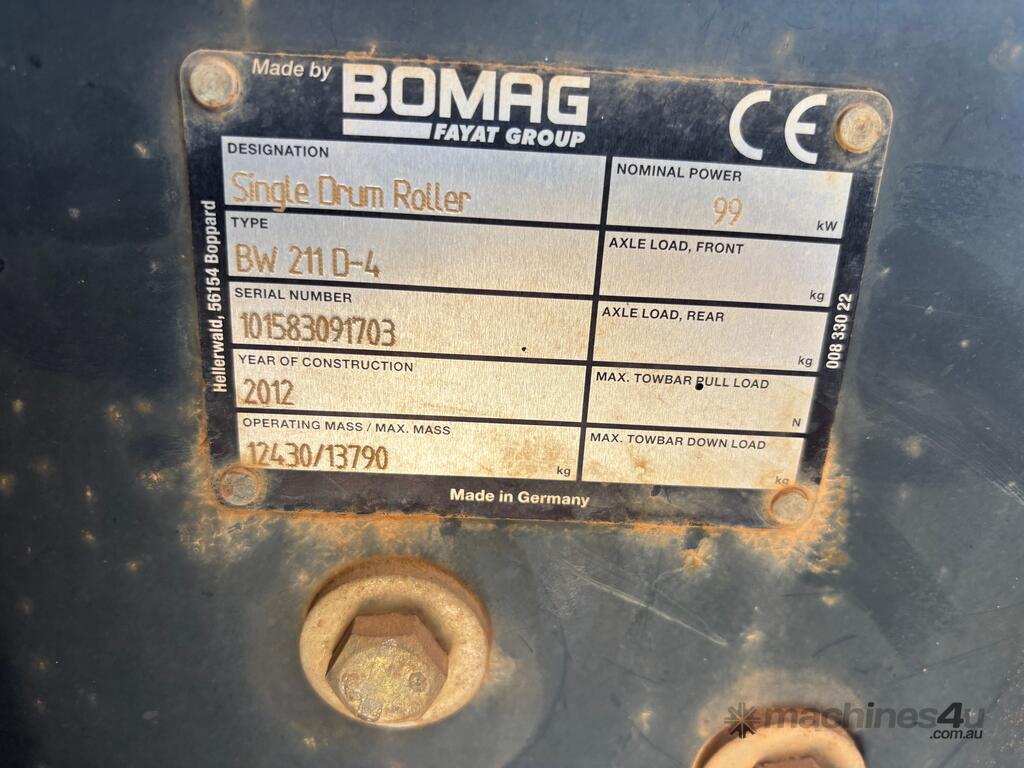 Made by BOMAG
FAYAT GROUP
CE
DESIGNATION
Single Drum Roller
TYPE
BW 211 D-4
SERIAL NUMBER
101583091703
YEAR OF CONSTRUCTION
2012
OPERATING MASS / MAX. MASS
12430/13790 kg
NOMINAL POWER
99 kW
AXLE LOAD, FRONT
kg
AXLE LOAD, REAR
kg
MAX. TOWBAR PULL LOAD
N
MAX. TOWBAR DOWN LOAD
kg
Hellerwald, 56154 Boppard
008 330 22
Made in Germany
machines4u
.com.au